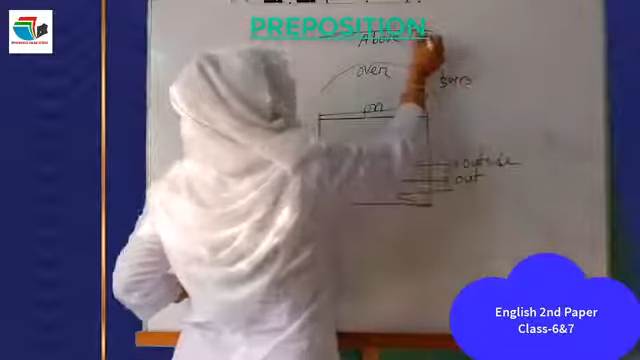 PREPOSITION
Above
over
on
outside
out
English 2nd Paper
Class-6&7